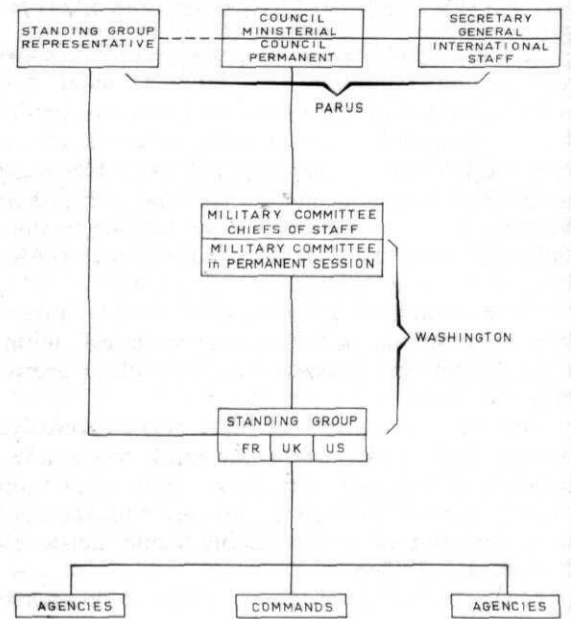 STANDING GROUP
REPRESENTATIVE
COUNCIL
MINISTERIAL
COUNCIL
PERMANENT
SECRETARY
GENERAL
INTERNATIONAL
STAFF
PARUS
MILITARY COMMITTEE
CHIEFS OF STAFF
MILITARY COMMITTEE
in PERMANENT SESSION
WASHINGTON
STANDING GROUP
FR UK US
AGENCIES COMMANDS AGENCIES